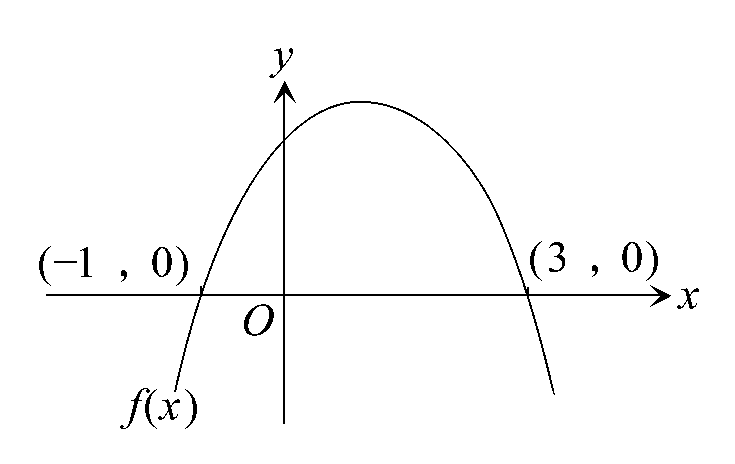 y
(−1 , 0)
(3 , 0)
x
O
f(x)